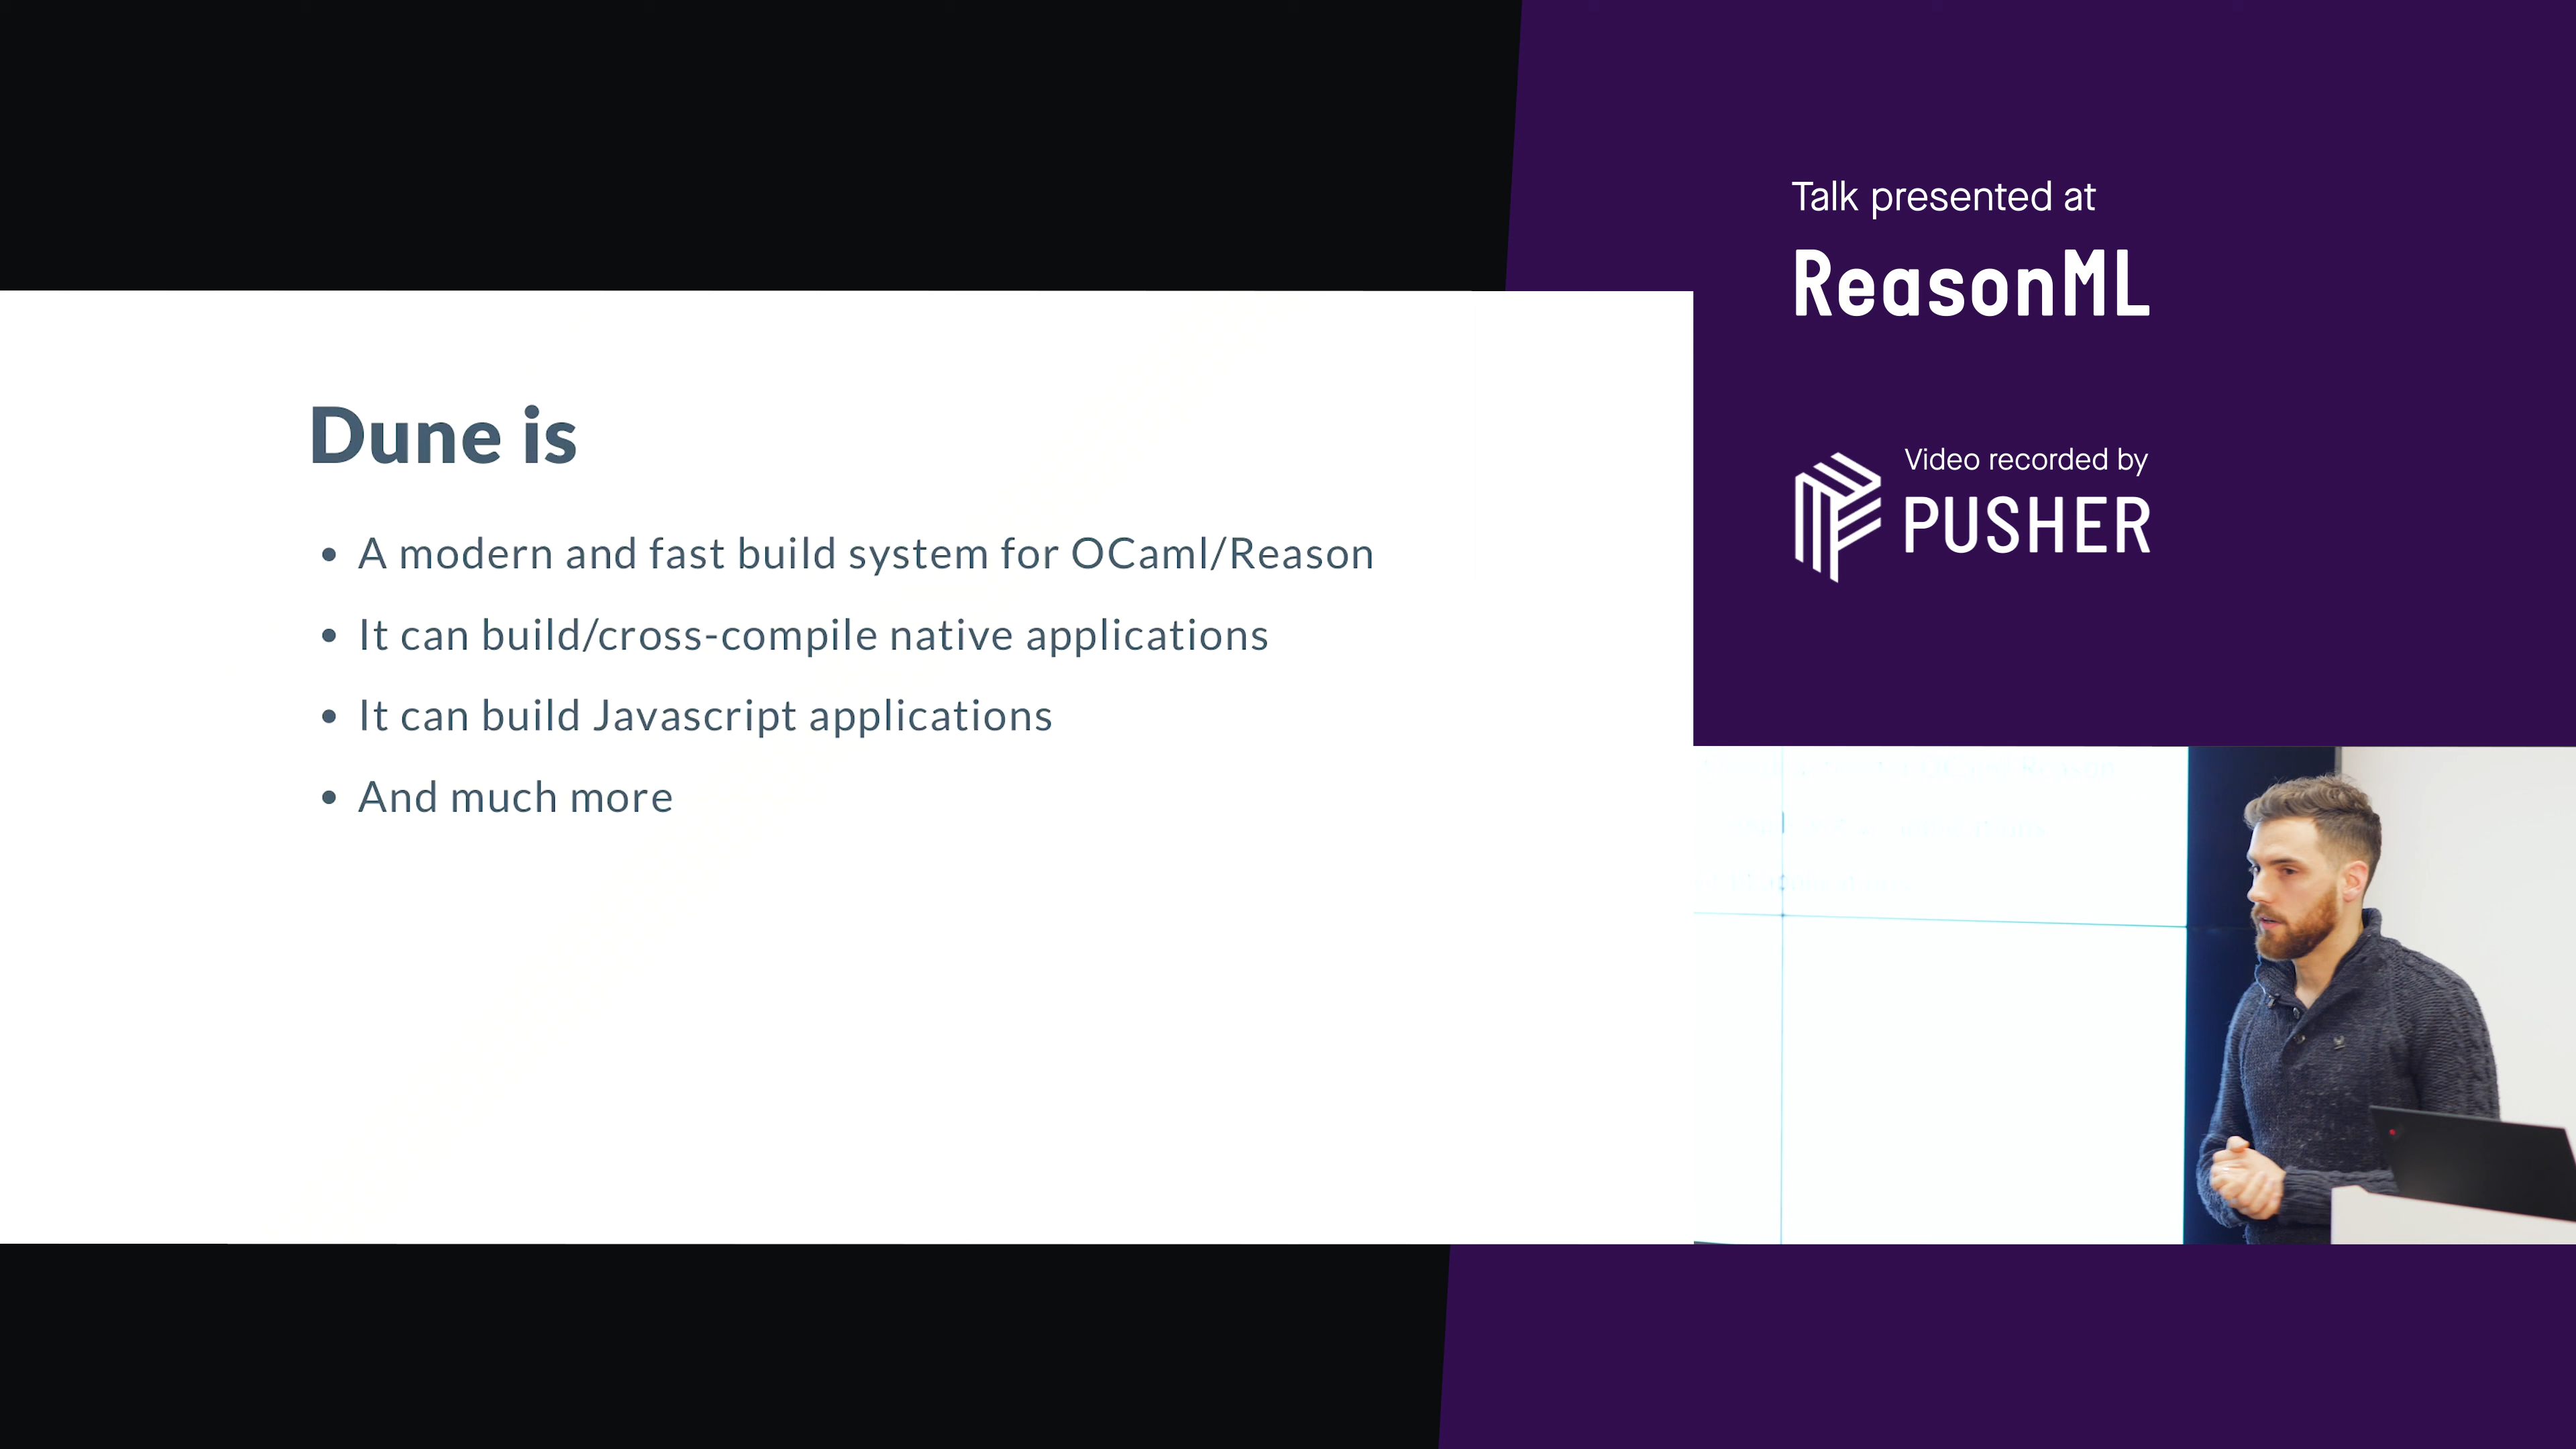 Talk presented at
ReasonML
Video recorded by
PUSHER
Dune is
• A modern and fast build system for OCaml/Reason
• It can build/cross-compile native applications
• It can build Javascript applications
• And much more